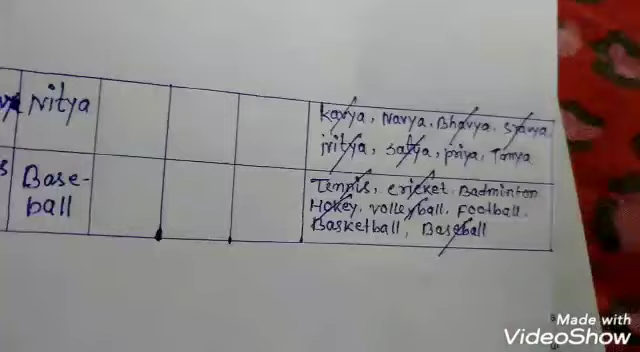 Nitya
Base-
ball
Kavya, Navya, Bhavya, Sravya
Nitya, Satya, Priya, Tanya
Tennis, cricket, Badminton
Hokey, Volleyball, Football.
Basketball, Baseball
Made with
VideoShow